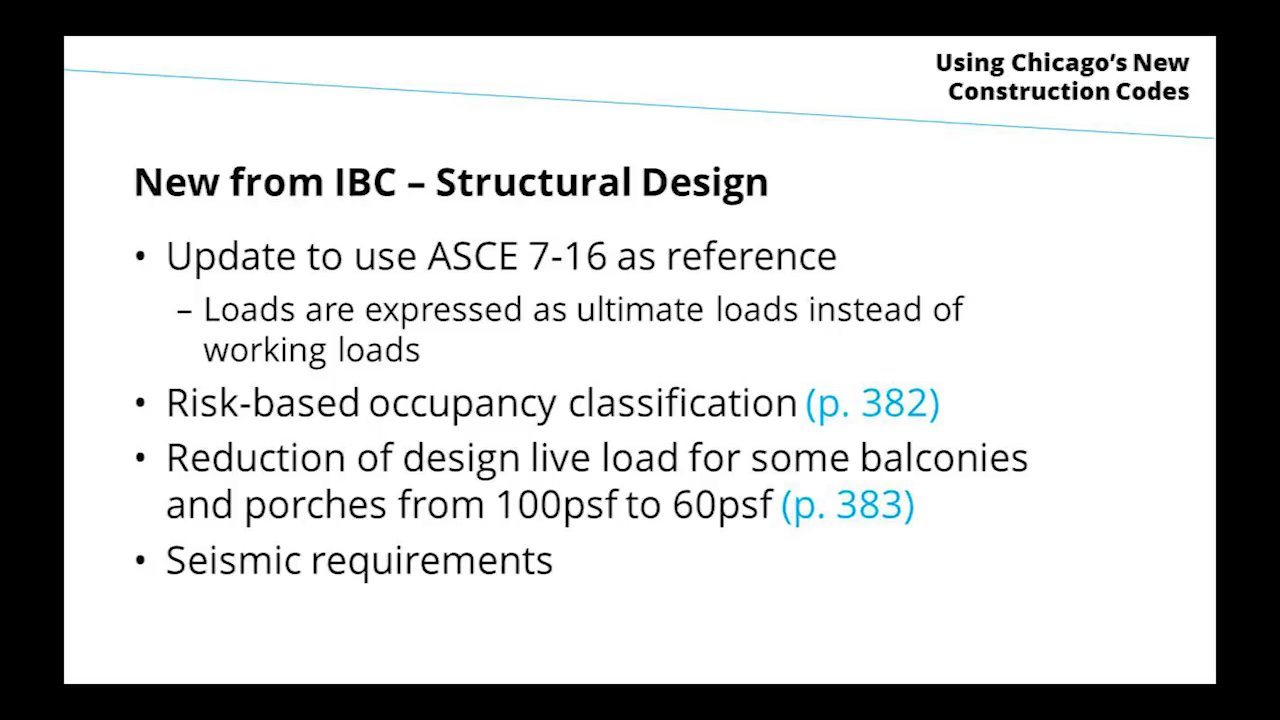 Using Chicago’s New
Construction Codes
New from IBC – Structural Design
• Update to use ASCE 7-16 as reference
– Loads are expressed as ultimate loads instead of
working loads
• Risk-based occupancy classification (p. 382)
• Reduction of design live load for some balconies
and porches from 100psf to 60psf (p. 383)
• Seismic requirements